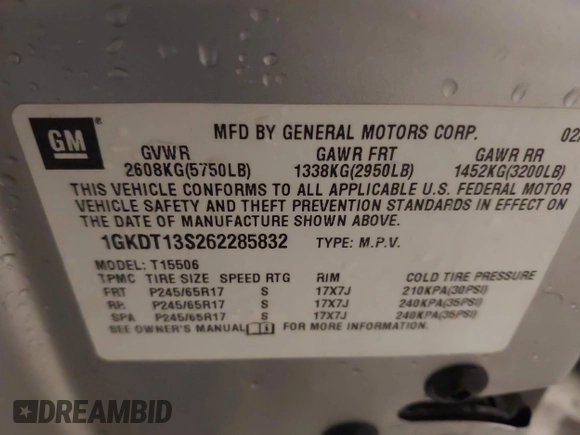 GM ®
MFD BY GENERAL MOTORS CORP. 02
GVWR GAWR FRT GAWR RR
2608KG(5750LB) 1338KG(2950LB) 1452KG(3200LB)
THIS VEHICLE CONFORMS TO ALL APPLICABLE U.S. FEDERAL MOTOR
VEHICLE SAFETY AND THEFT PREVENTION STANDARDS IN EFFECT ON
THE DATE OF MANUFACTURE SHOWN ABOVE.
1GKDT13S262285832 TYPE: M.P.V.
MODEL: T15506
TPMC TIRE SIZE SPEED RTG RIM COLD TIRE PRESSURE
FRT P245/65R17 S 17X7J 210KPA(30PSI)
RR P245/65R17 S 17X7J 240KPA(35PSI)
SPA P245/65R17 S 17X7J 240KPA(35PSI)
SEE OWNER'S MANUAL FOR MORE INFORMATION.
DREAMBID